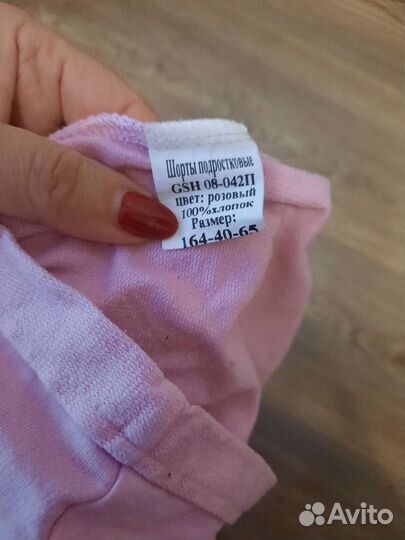 Шорты подростковые
GSH 08-042П
цвет: розовый
100%хлопок
Размер:
164-40-65
Avito